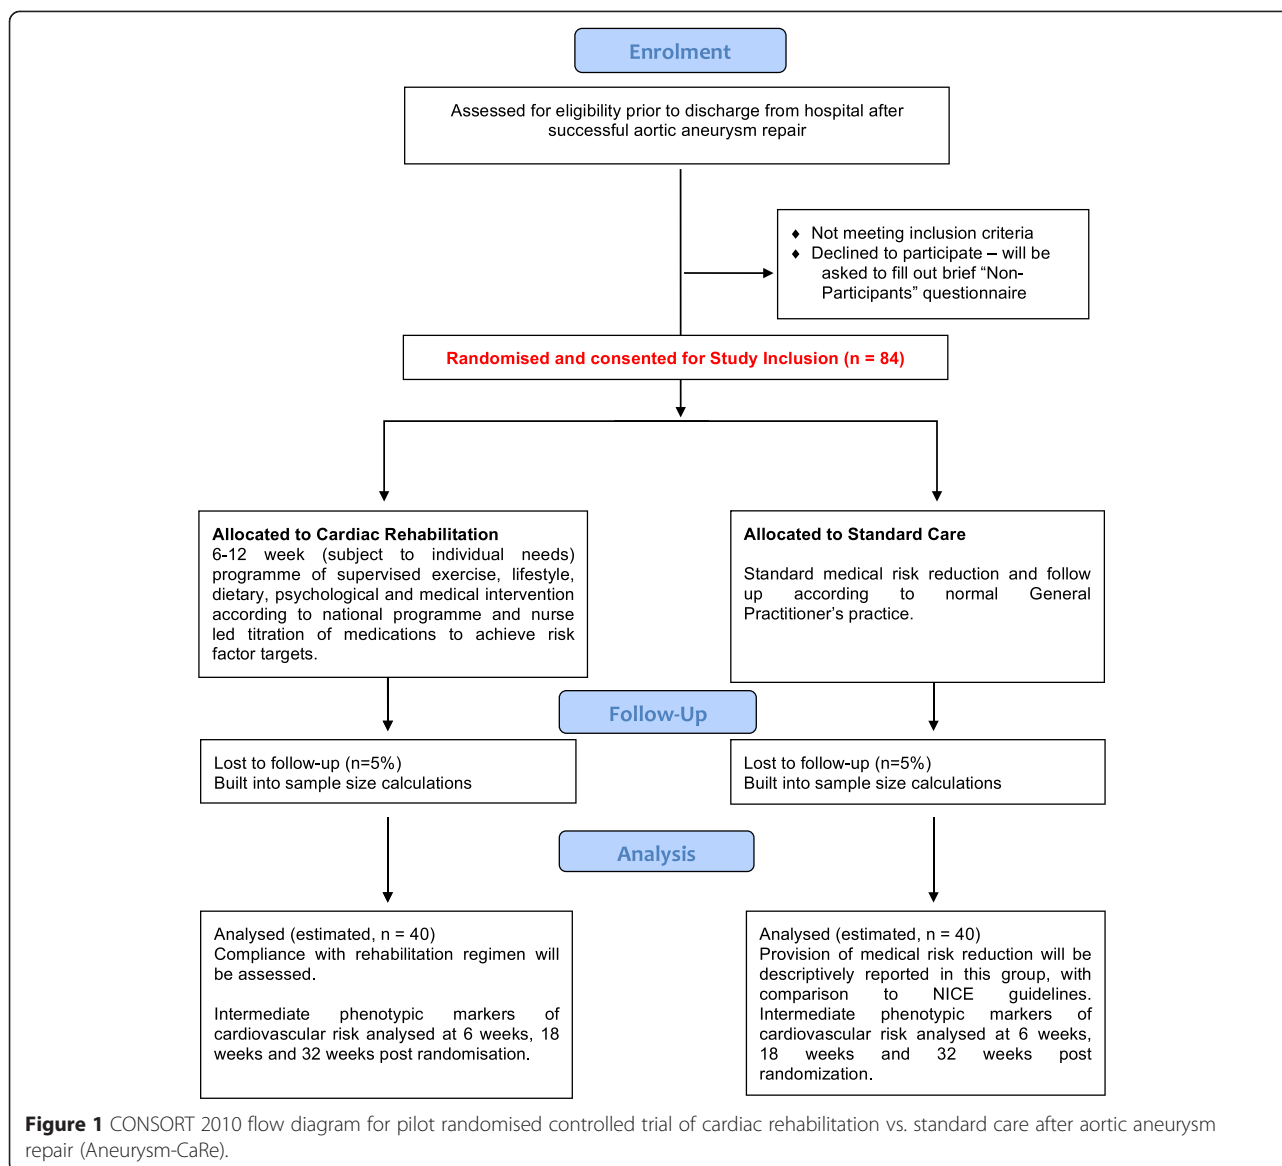 Enrolment
Assessed for eligibility prior to discharge from hospital after
successful aortic aneurysm repair
♦ Not meeting inclusion criteria
♦ Declined to participate – will be
asked to fill out brief “Non-
Participants” questionnaire
Randomised and consented for Study Inclusion (n = 84)
Allocated to Cardiac Rehabilitation
6-12 week (subject to individual needs)
programme of supervised exercise, lifestyle,
dietary, psychological and medical intervention
according to national programme and nurse
led titration of medications to achieve risk
factor targets.
Allocated to Standard Care
Standard medical risk reduction and follow
up according to normal General
Practitioner’s practice.
Follow-Up
Lost to follow-up (n=5%)
Built into sample size calculations
Lost to follow-up (n=5%)
Built into sample size calculations
Analysis
Analysed (estimated, n = 40)
Compliance with rehabilitation regimen will
be assessed.
Intermediate phenotypic markers of
cardiovascular risk analysed at 6 weeks, 18
weeks and 32 weeks post randomisation.
Analysed (estimated, n = 40)
Provision of medical risk reduction will be
descriptively reported in this group, with
comparison to NICE guidelines.
Intermediate phenotypic markers of
cardiovascular risk analysed at 6 weeks,
18 weeks and 32 weeks post
randomization.
Figure 1 CONSORT 2010 flow diagram for pilot randomised controlled trial of cardiac rehabilitation vs. standard care after aortic aneurysm
repair (Aneurysm-CaRe).